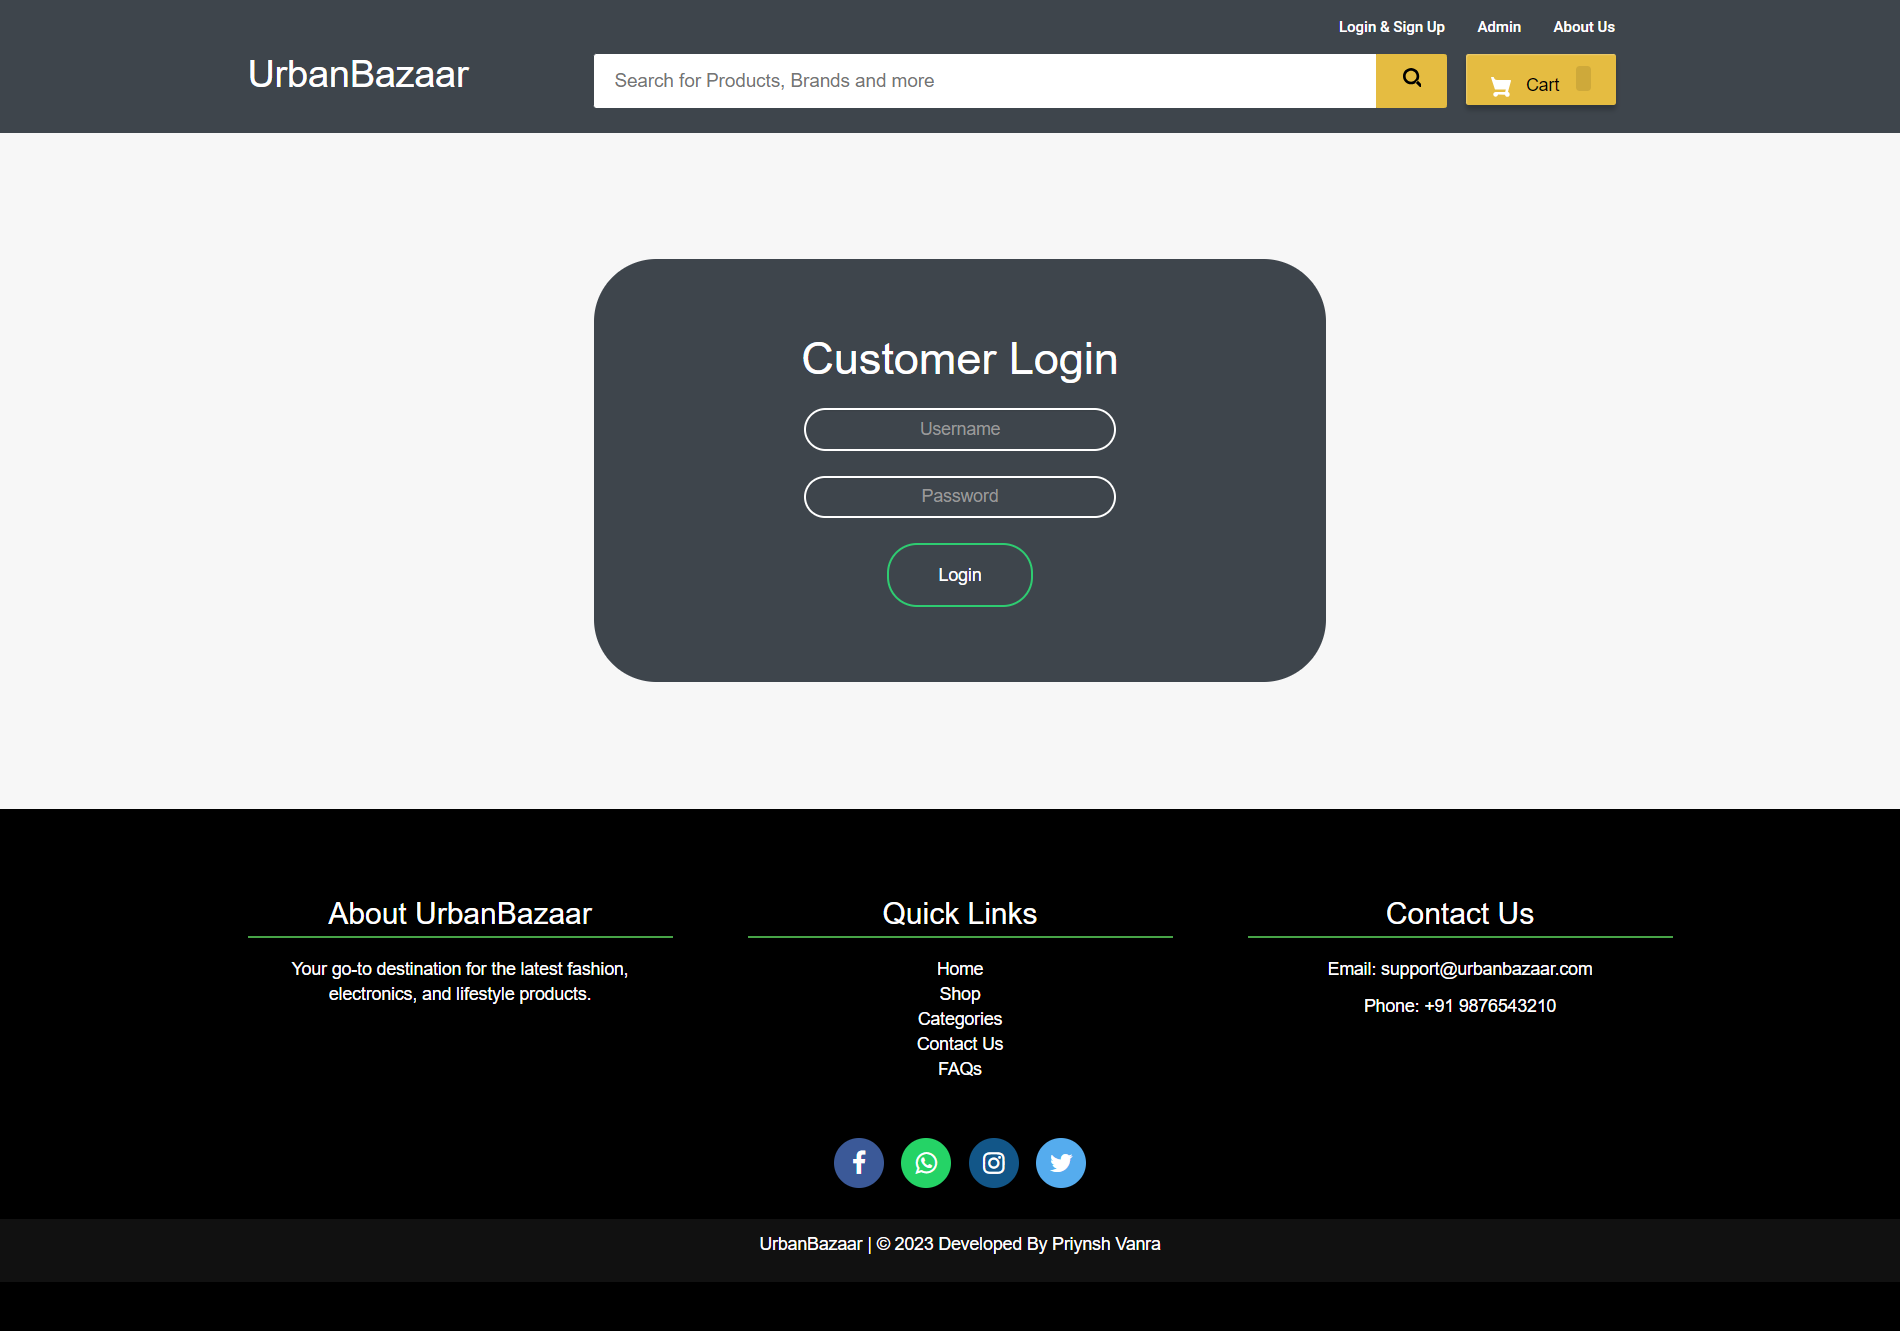 Login & Sign Up
Admin
About Us
UrbanBazaar
Search for Products, Brands and more
Cart
Customer Login
Username
Password
Login
About UrbanBazaar
Your go-to destination for the latest fashion,
electronics, and lifestyle products.
Quick Links
Home
Shop
Categories
Contact Us
FAQs
Contact Us
Email: support@urbanbazaar.com
Phone: +91 9876543210
UrbanBazaar | © 2023 Developed By Priynsh Vanra